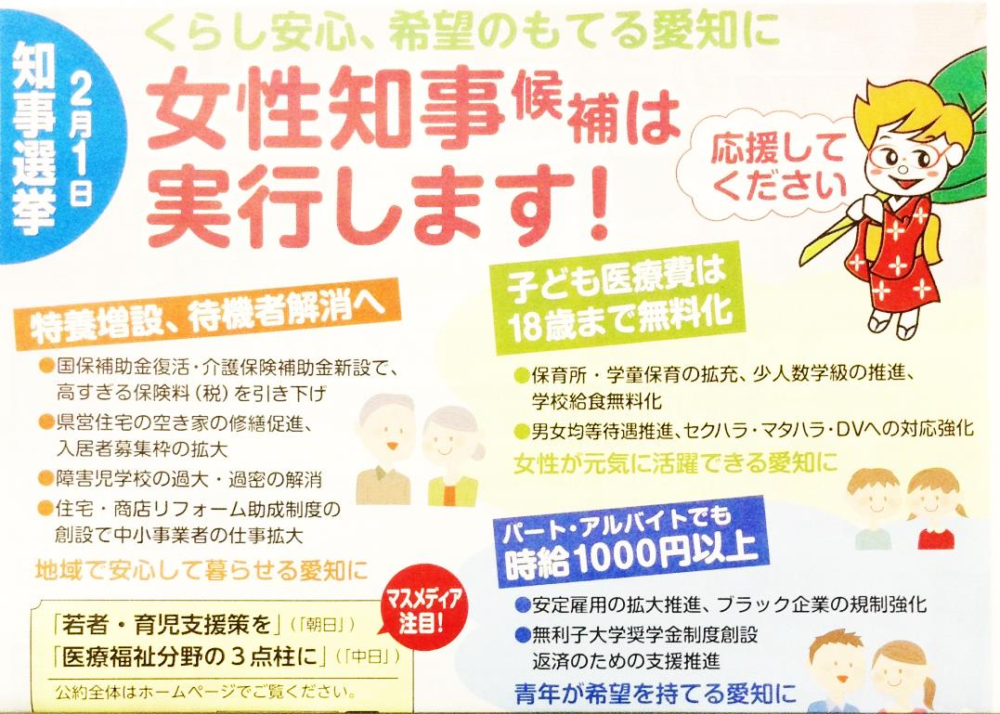 くらし安心、希望のもてる愛知に
2月1日
知事選挙
女性知事候補は
実行します!
応援して
ください
特養増設、待機者解消へ
●国保補助金復活・介護保険補助金新設で、
高すぎる保険料(税)を引き下げ
●県営住宅の空き家の修繕促進、
入居者募集枠の拡大
●障害児学校の過大・過密の解消
●住宅・商店リフォーム助成制度の
創設で中小事業者の仕事拡大
地域で安心して暮らせる愛知に
マスメディア
注目!
「若者・育児支援策を」(「朝日」)
「医療福祉分野の3点柱に」(「中日」)
公約全体はホームページでご覧ください。
子ども医療費は
18歳まで無料化
●保育所・学童保育の拡充、少人数学級の推進、
学校給食無料化
●男女均等待遇推進、セクハラ・マタハラ・DVへの対応強化
女性が元気に活躍できる愛知に
パート・アルバイトでも
時給1000円以上
●安定雇用の拡大推進、ブラック企業の規制強化
●無利子大学奨学金制度創設
返済のための支援推進
青年が希望を持てる愛知に